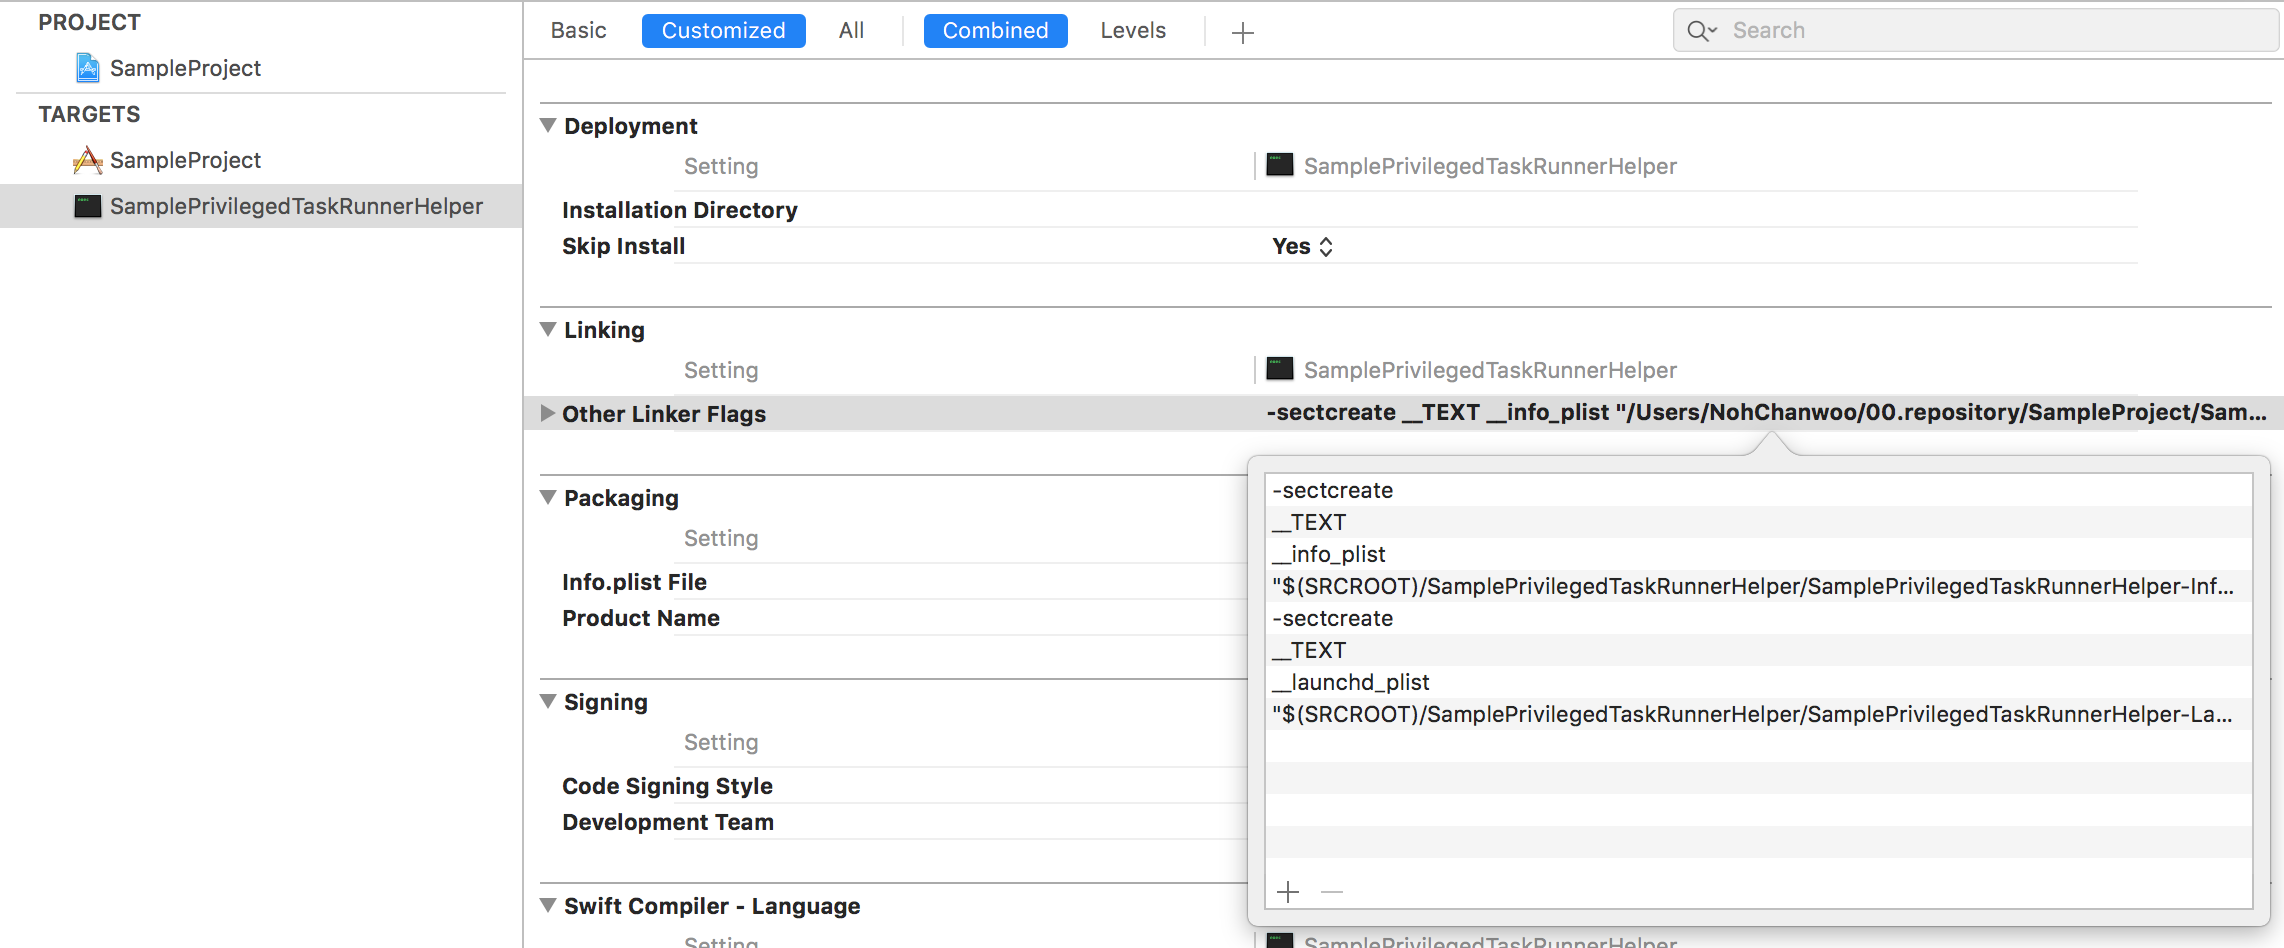 PROJECT
SampleProject
TARGETS
SampleProject
SamplePrivilegedTaskRunnerHelper
Basic Customized All Combined Levels Search
Deployment
Setting SamplePrivilegedTaskRunnerHelper
Installation Directory
Skip Install Yes
Linking
Setting SamplePrivilegedTaskRunnerHelper
Other Linker Flags -sectcreate __TEXT __info_plist "/Users/NohChanwoo/00.repository/SampleProject/Sam...
-sectcreate
__TEXT
__info_plist
"$(SRCROOT)/SamplePrivilegedTaskRunnerHelper/SamplePrivilegedTaskRunnerHelper-Inf...
-sectcreate
__TEXT
__launchd_plist
"$(SRCROOT)/SamplePrivilegedTaskRunnerHelper/SamplePrivilegedTaskRunnerHelper-La...
Packaging
Setting
Info.plist File
Product Name
Signing
Setting
Code Signing Style
Development Team
Swift Compiler - Language
Setting SamplePrivilegedTaskRunnerHelper